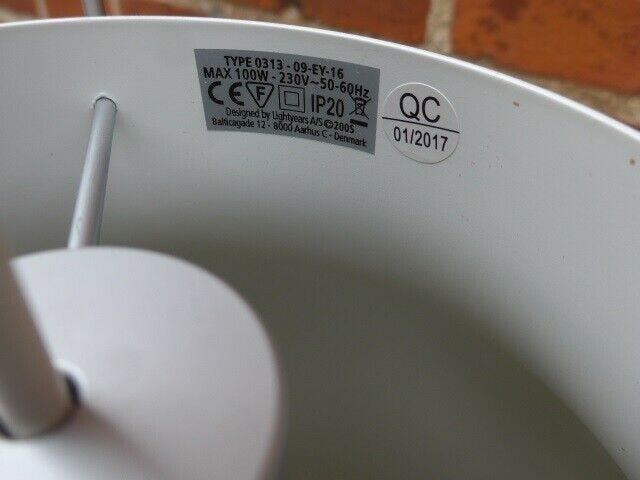 TYPE 0313 - 09-EY-16
MAX 100W - 230V~50-60Hz
CE F IP20
Designed by Lightyears A/S ©2005
Balticagade 12 - 8000 Aarhus C - Denmark
QC
01/2017